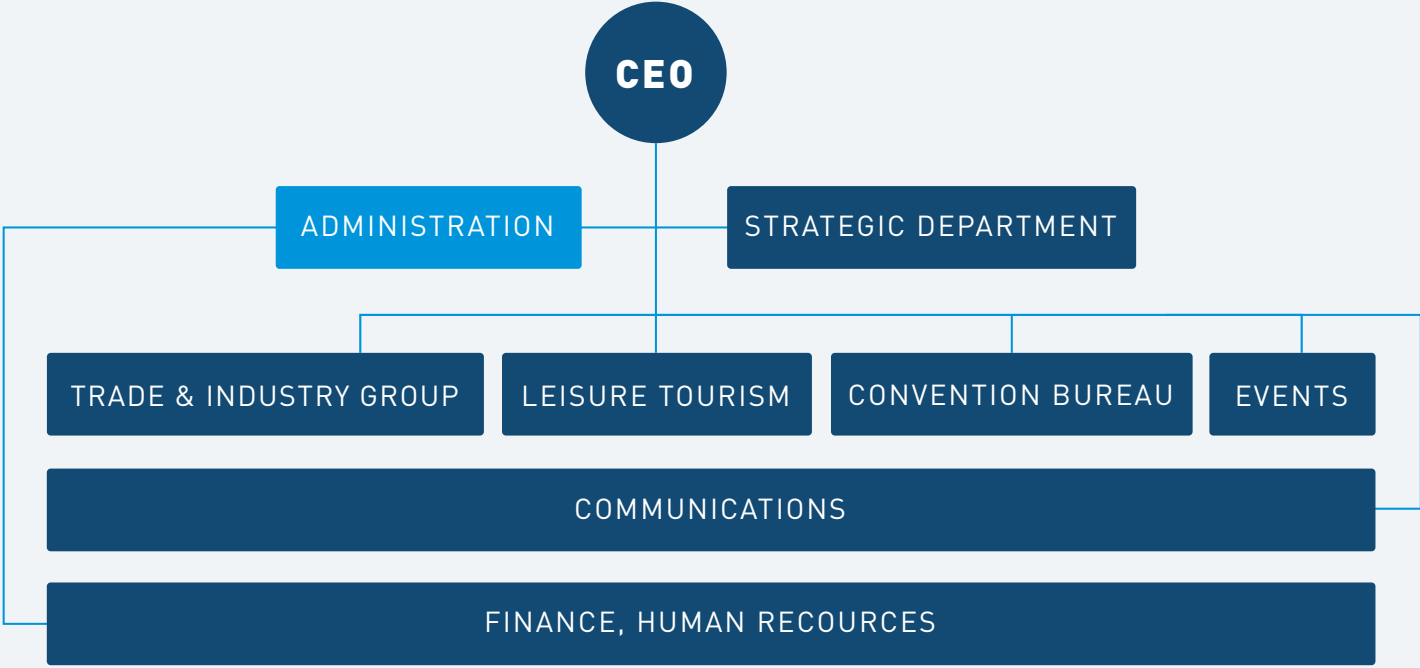 CEO
ADMINISTRATION
STRATEGIC DEPARTMENT
TRADE & INDUSTRY GROUP
LEISURE TOURISM
CONVENTION BUREAU
EVENTS
COMMUNICATIONS
FINANCE, HUMAN RECOURCES